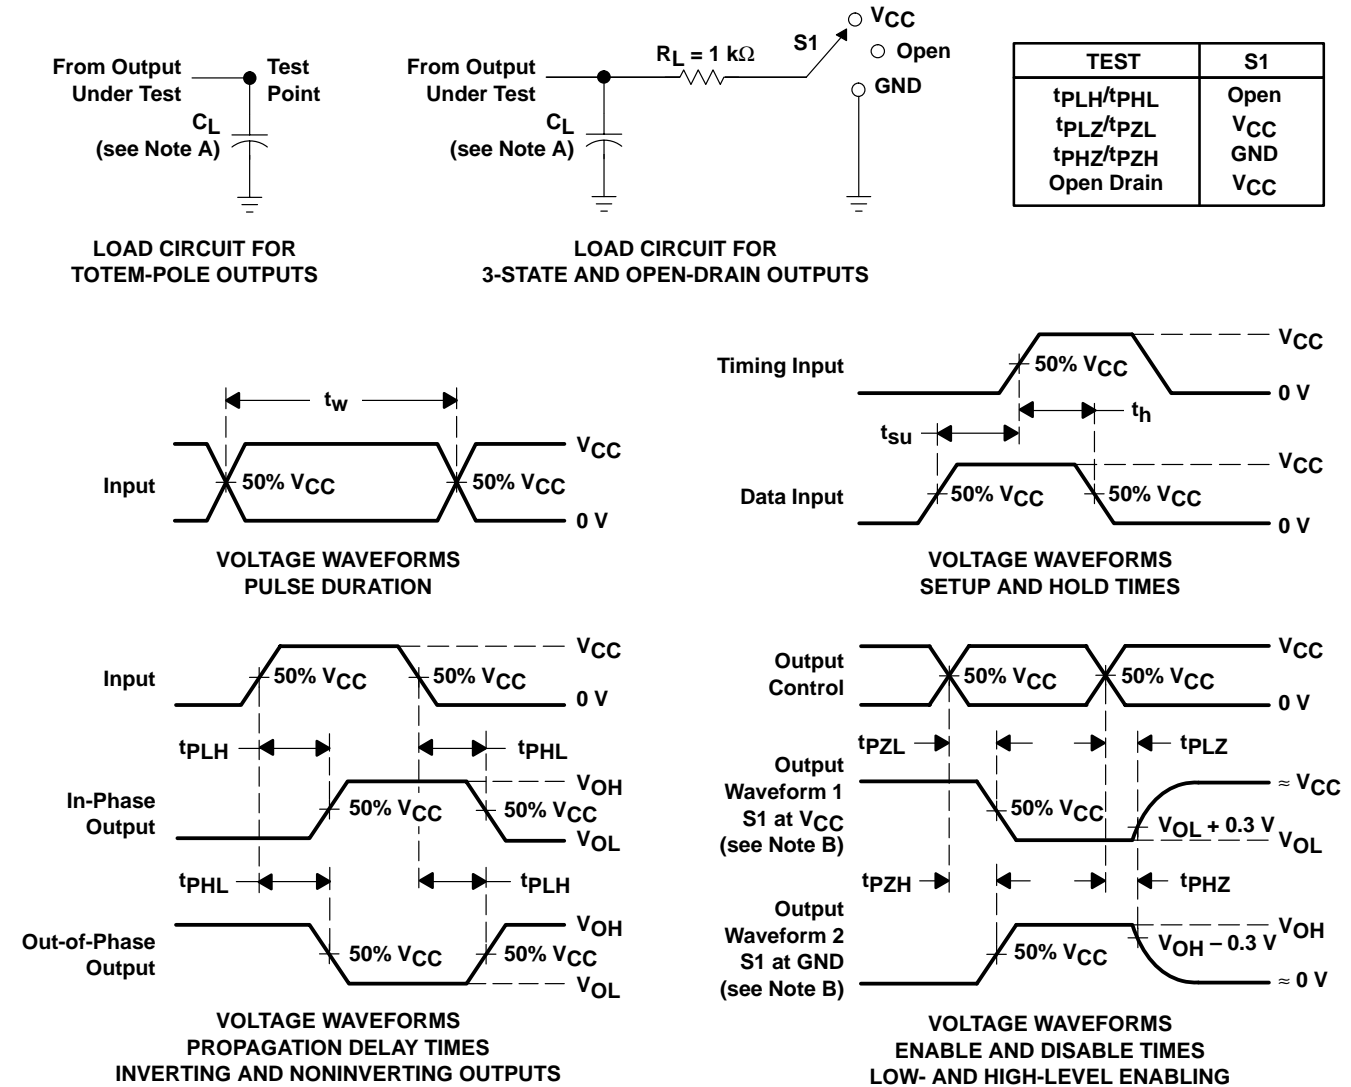 From Output
Under Test
Test
Point
CL
(see Note A)
LOAD CIRCUIT FOR
TOTEM-POLE OUTPUTS
From Output
Under Test
CL
(see Note A)
RL = 1 kΩ
S1
VCC
Open
GND
LOAD CIRCUIT FOR
3-STATE AND OPEN-DRAIN OUTPUTS
TEST S1
tPLH/tPHL Open
tPLZ/tPZL VCC
tPHZ/tPZH GND
Open Drain VCC
tw
Input
50% VCC
50% VCC
VCC
0 V
VOLTAGE WAVEFORMS
PULSE DURATION
Timing Input
50% VCC
VCC
0 V
th
tsu
Data Input
50% VCC
50% VCC
VCC
0 V
VOLTAGE WAVEFORMS
SETUP AND HOLD TIMES
Input
50% VCC
50% VCC
VCC
0 V
tPLH
tPHL
In-Phase
Output
50% VCC
50% VCC
VOH
VOL
tPHL
tPLH
Out-of-Phase
Output
50% VCC
50% VCC
VOH
VOL
VOLTAGE WAVEFORMS
PROPAGATION DELAY TIMES
INVERTING AND NONINVERTING OUTPUTS
Output
Control
50% VCC
50% VCC
VCC
0 V
tPZL
tPLZ
Output
Waveform 1
S1 at VCC
(see Note B)
50% VCC
VOL + 0.3 V
≈ VCC
VOL
tPZH
tPHZ
Output
Waveform 2
S1 at GND
(see Note B)
50% VCC
VOH − 0.3 V
VOH
≈ 0 V
VOLTAGE WAVEFORMS
ENABLE AND DISABLE TIMES
LOW- AND HIGH-LEVEL ENABLING